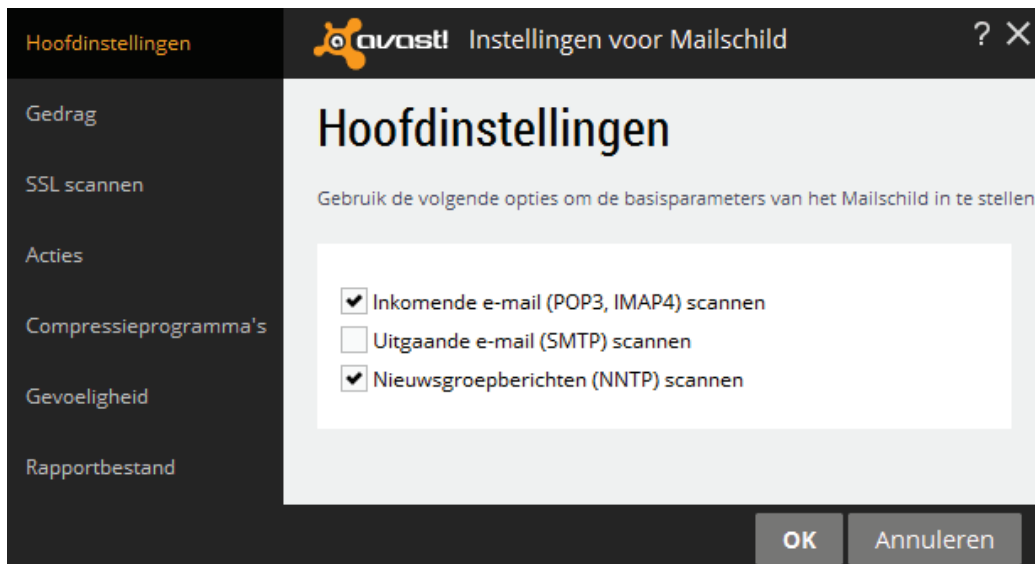 Hoofdinstellingen
Gedrag
SSL scannen
Acties
Compressieprogramma's
Gevoeligheid
Rapportbestand
avast! Instellingen voor Mailschild ?
Hoofdinstellingen
Gebruik de volgende opties om de basisparameters van het Mailschild in te stellen
Inkomende e-mail (POP3, IMAP4) scannen
Uitgaande e-mail (SMTP) scannen
Nieuwsgroepberichten (NNTP) scannen
OK Annuleren